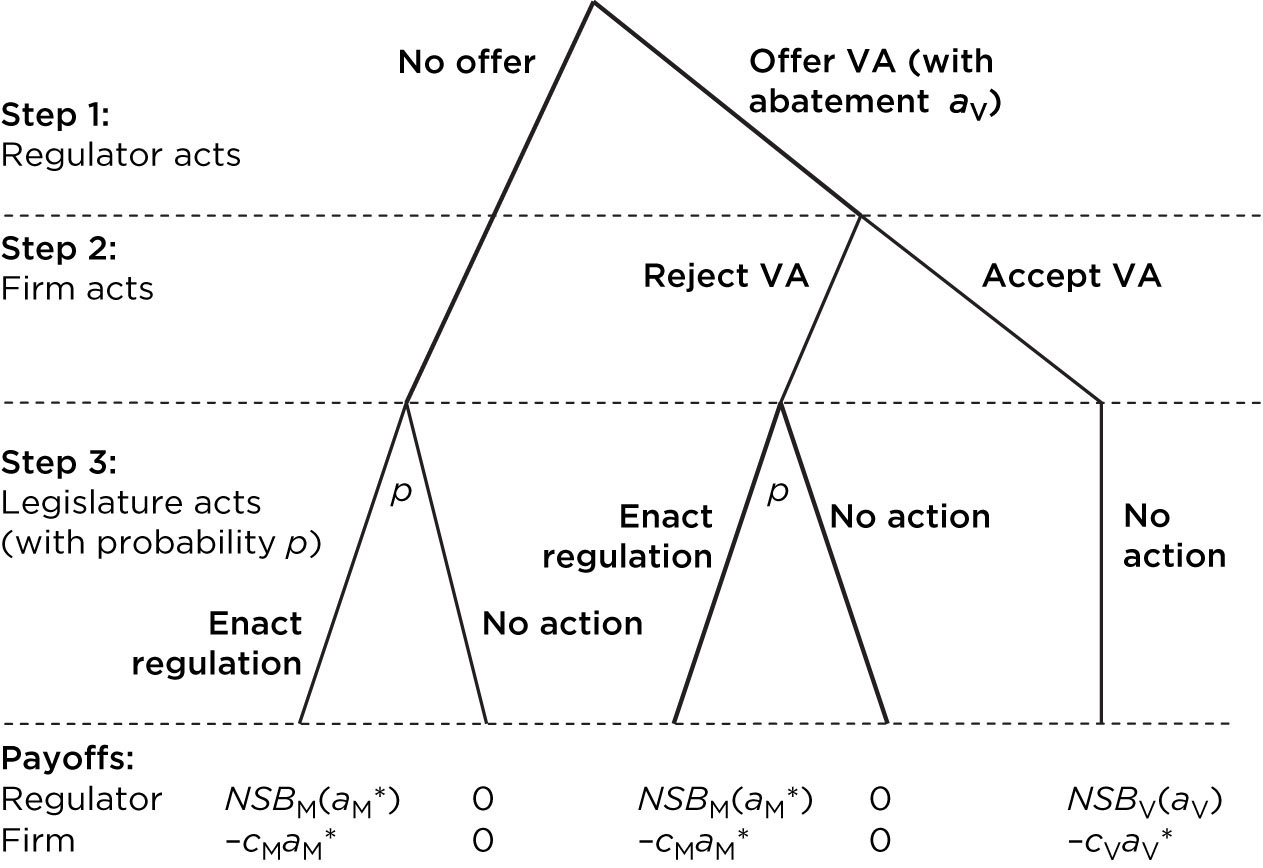 No offer
Offer VA (with
abatement aV)
Step 1:
Regulator acts
Step 2:
Firm acts
Reject VA
Accept VA
Step 3:
Legislature acts
(with probability p)
p
p
Enact
regulation
No action
No
action
Enact
regulation
No action
Payoffs:
Regulator NSBM(aM*) 0 NSBM(aM*) 0 NSBV(aV)
Firm –cMaM* 0 –cMaM* 0 –cVaV*